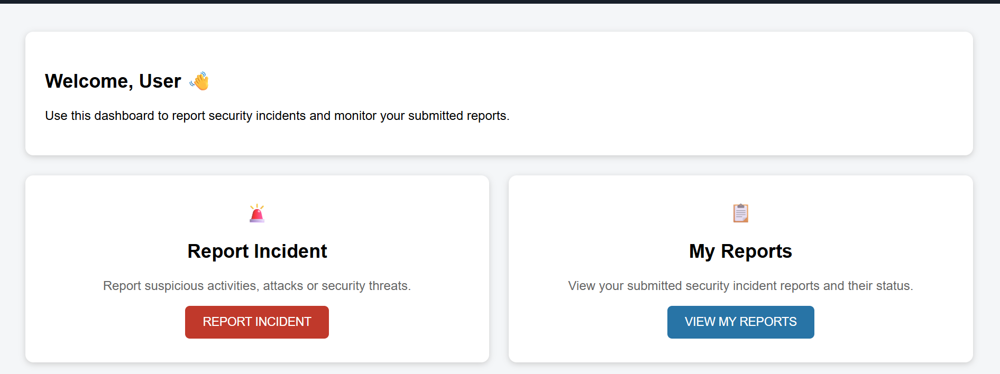 Welcome, User 👋
Use this dashboard to report security incidents and monitor your submitted reports.
Report Incident
Report suspicious activities, attacks or security threats.
REPORT INCIDENT
My Reports
View your submitted security incident reports and their status.
VIEW MY REPORTS